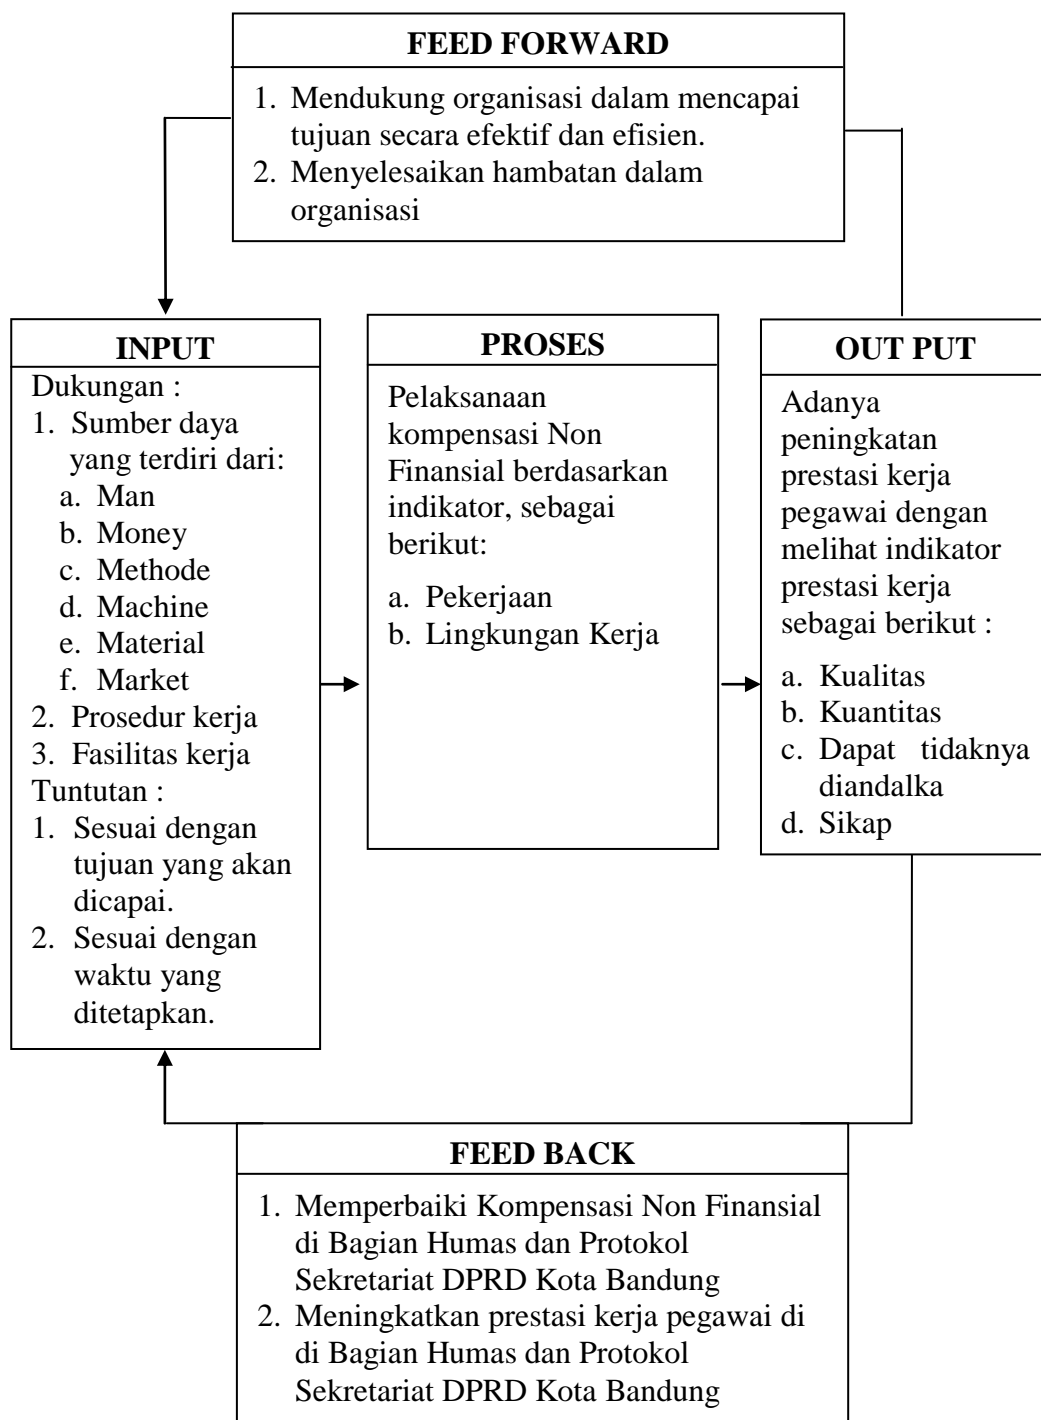 FEED FORWARD
1. Mendukung organisasi dalam mencapai
tujuan secara efektif dan efisien.
2. Menyelesaikan hambatan dalam
organisasi
INPUT
Dukungan :
1. Sumber daya
yang terdiri dari:
a. Man
b. Money
c. Methode
d. Machine
e. Material
f. Market
2. Prosedur kerja
3. Fasilitas kerja
Tuntutan :
1. Sesuai dengan
tujuan yang akan
dicapai.
2. Sesuai dengan
waktu yang
ditetapkan.
PROSES
Pelaksanaan
kompensasi Non
Finansial berdasarkan
indikator, sebagai
berikut:
a. Pekerjaan
b. Lingkungan Kerja
OUT PUT
Adanya
peningkatan
prestasi kerja
pegawai dengan
melihat indikator
prestasi kerja
sebagai berikut :
a. Kualitas
b. Kuantitas
c. Dapat tidaknya
diandalka
d. Sikap
FEED BACK
1. Memperbaiki Kompensasi Non Finansial
di Bagian Humas dan Protokol
Sekretariat DPRD Kota Bandung
2. Meningkatkan prestasi kerja pegawai di
di Bagian Humas dan Protokol
Sekretariat DPRD Kota Bandung